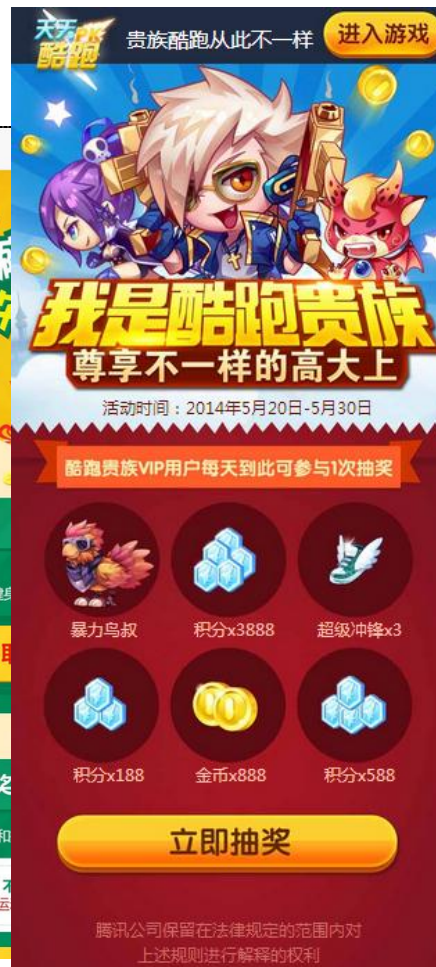 天天酷跑PK
贵族酷跑从此不一样
进入游戏
我是酷跑贵族
尊享不一样的高大上
活动时间：2014年5月20日-5月30日
酷跑贵族VIP用户每天到此可参与1次抽奖
暴力鸟叔
积分x3888
超级冲锋x3
积分x188
金币x888
积分x588
立即抽奖
腾讯公司保留在法律规定的范围内对
上述规则进行解释的权利